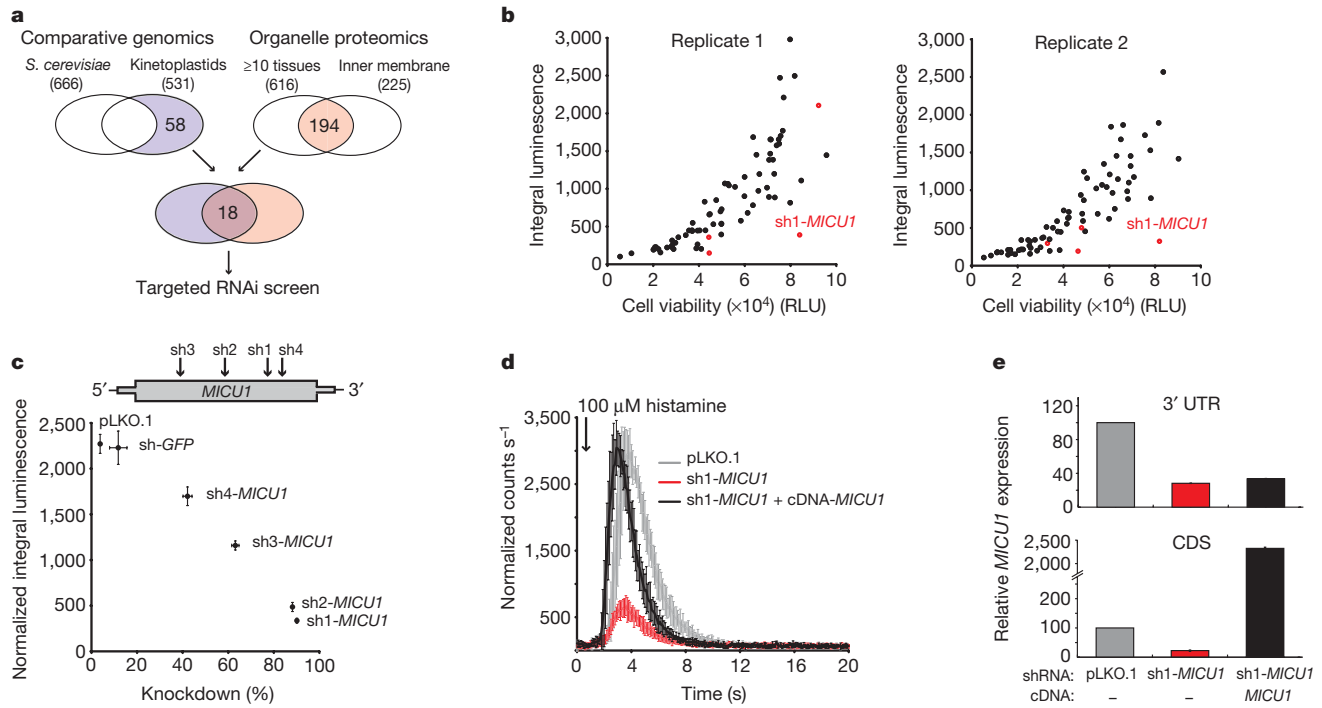 a
Comparative genomics
Organelle proteomics
S. cerevisiae
(666)
Kinetoplastids
(531)
≥10 tissues
(616)
Inner membrane
(225)
58
194
18
Targeted RNAi screen
b
Replicate 1
Integral luminescence
3,000
2,500
2,000
1,500
1,000
500
0
sh1-MICU1
0 2 4 6 8 10
Cell viability (×10⁴) (RLU)
Replicate 2
Integral luminescence
3,000
2,500
2,000
1,500
1,000
500
0
sh1-MICU1
0 2 4 6 8 10
Cell viability (×10⁴) (RLU)
c
sh3 sh2 sh1 sh4
5′ MICU1 3′
Normalized integral luminescence
2,500
2,000
1,500
1,000
500
0
pLKO.1
sh-GFP
sh4-MICU1
sh3-MICU1
sh2-MICU1
sh1-MICU1
0 20 40 60 80 100
Knockdown (%)
d
100 μM histamine
Normalized counts s⁻¹
3,500
2,500
1,500
500
pLKO.1
sh1-MICU1
sh1-MICU1 + cDNA-MICU1
0 4 8 12 16 20
Time (s)
e
Relative MICU1 expression
3′ UTR
120
80
40
0
CDS
2,500
2,000
200
100
0
shRNA: pLKO.1 sh1-MICU1 sh1-MICU1
cDNA: – – MICU1